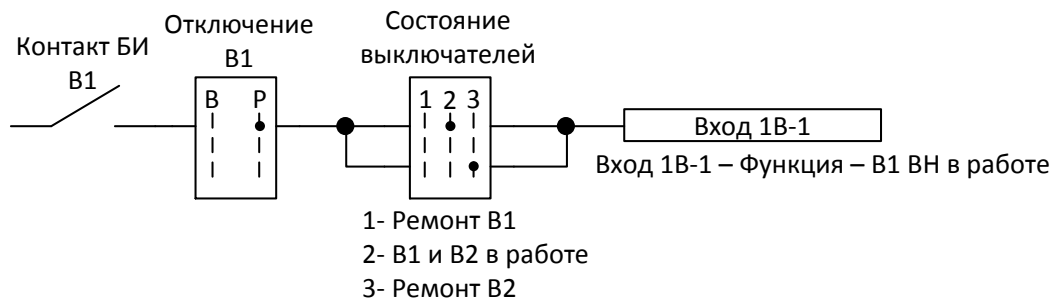 Контакт БИ
В1
Отключение
В1
Состояние
выключателей
В Р
1 2 3
Вход 1В-1
Вход 1В-1 – Функция – В1 ВН в работе
1- Ремонт В1
2- В1 и В2 в работе
3- Ремонт В2